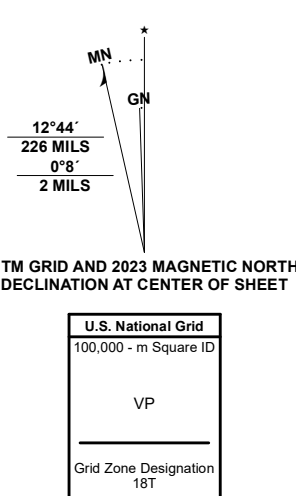 ★
MN
GN
12°44´
226 MILS
0°8´
2 MILS
TM GRID AND 2023 MAGNETIC NORTH
DECLINATION AT CENTER OF SHEET
U.S. National Grid
100,000 - m Square ID
VP
Grid Zone Designation
18T